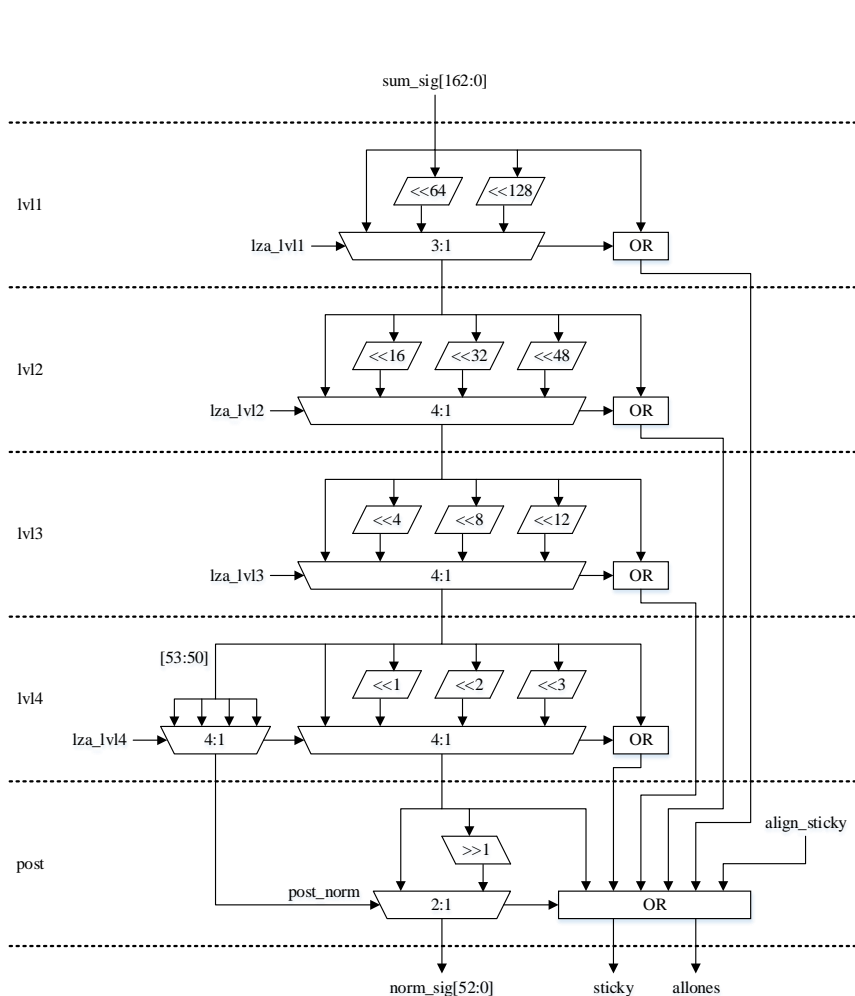 sum_sig[162:0]
lvl1
<<64
<<128
lza_lvl1
3:1
OR
lvl2
<<16
<<32
<<48
lza_lvl2
4:1
OR
lvl3
<<4
<<8
<<12
lza_lvl3
4:1
OR
[53:50]
lvl4
<<1
<<2
<<3
lza_lvl4
4:1
4:1
OR
align_sticky
post
>>1
post_norm
2:1
OR
norm_sig[52:0]
sticky
allones